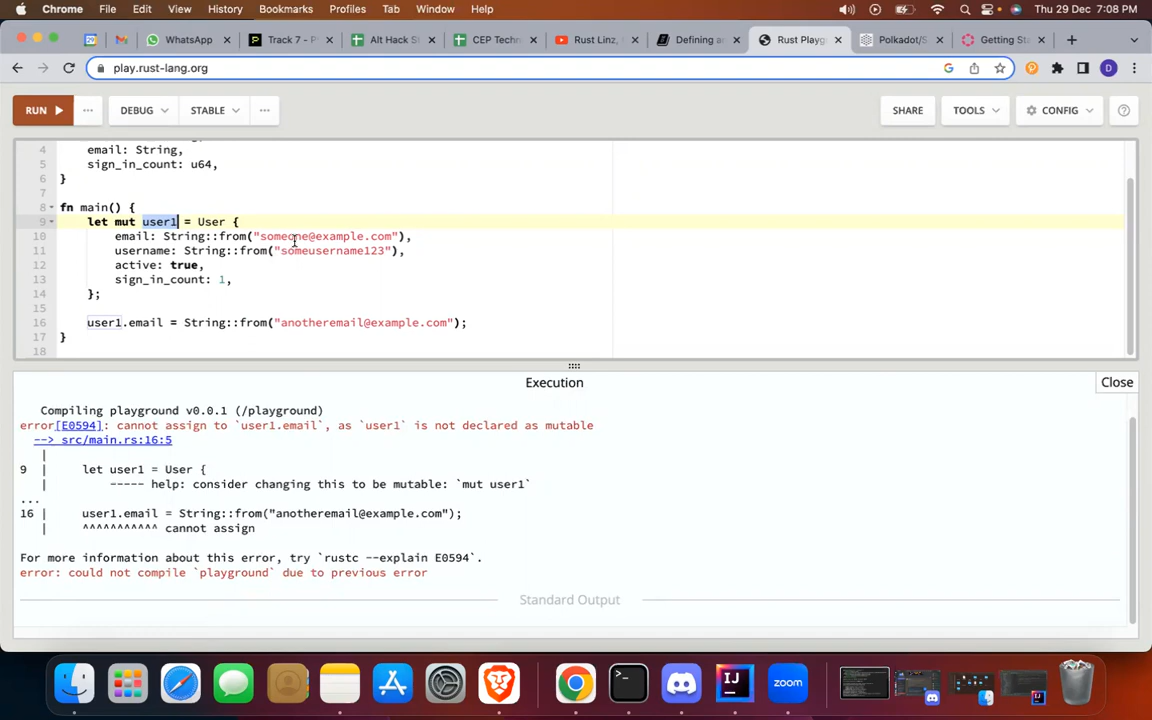 Chrome File Edit View History Bookmarks Profiles Tab Window Help Thu 29 Dec 7:08 PM
WhatsApp Track 7 - P Alt Hack S CEP Techn Rust Linz, Defining a Rust Playg Polkadot/S Getting Sta
play.rust-lang.org
RUN DEBUG STABLE SHARE TOOLS CONFIG
4 email: String,
5 sign_in_count: u64,
6 }
7
8 fn main() {
9 let mut user1 = User {
10 email: String::from("someone@example.com"),
11 username: String::from("someusername123"),
12 active: true,
13 sign_in_count: 1,
14 };
15
16 user1.email = String::from("anotheremail@example.com");
17 }
18
Execution
Close
Compiling playground v0.0.1 (/playground)
error[E0594]: cannot assign to `user1.email`, as `user1` is not declared as mutable
--> src/main.rs:16:5
|
9 | let user1 = User {
| ----- help: consider changing this to be mutable: `mut user1`
...
16 | user1.email = String::from("anotheremail@example.com");
| ^^^^^^^^^^^ cannot assign
For more information about this error, try `rustc --explain E0594`.
error: could not compile `playground` due to previous error
Standard Output
zoom